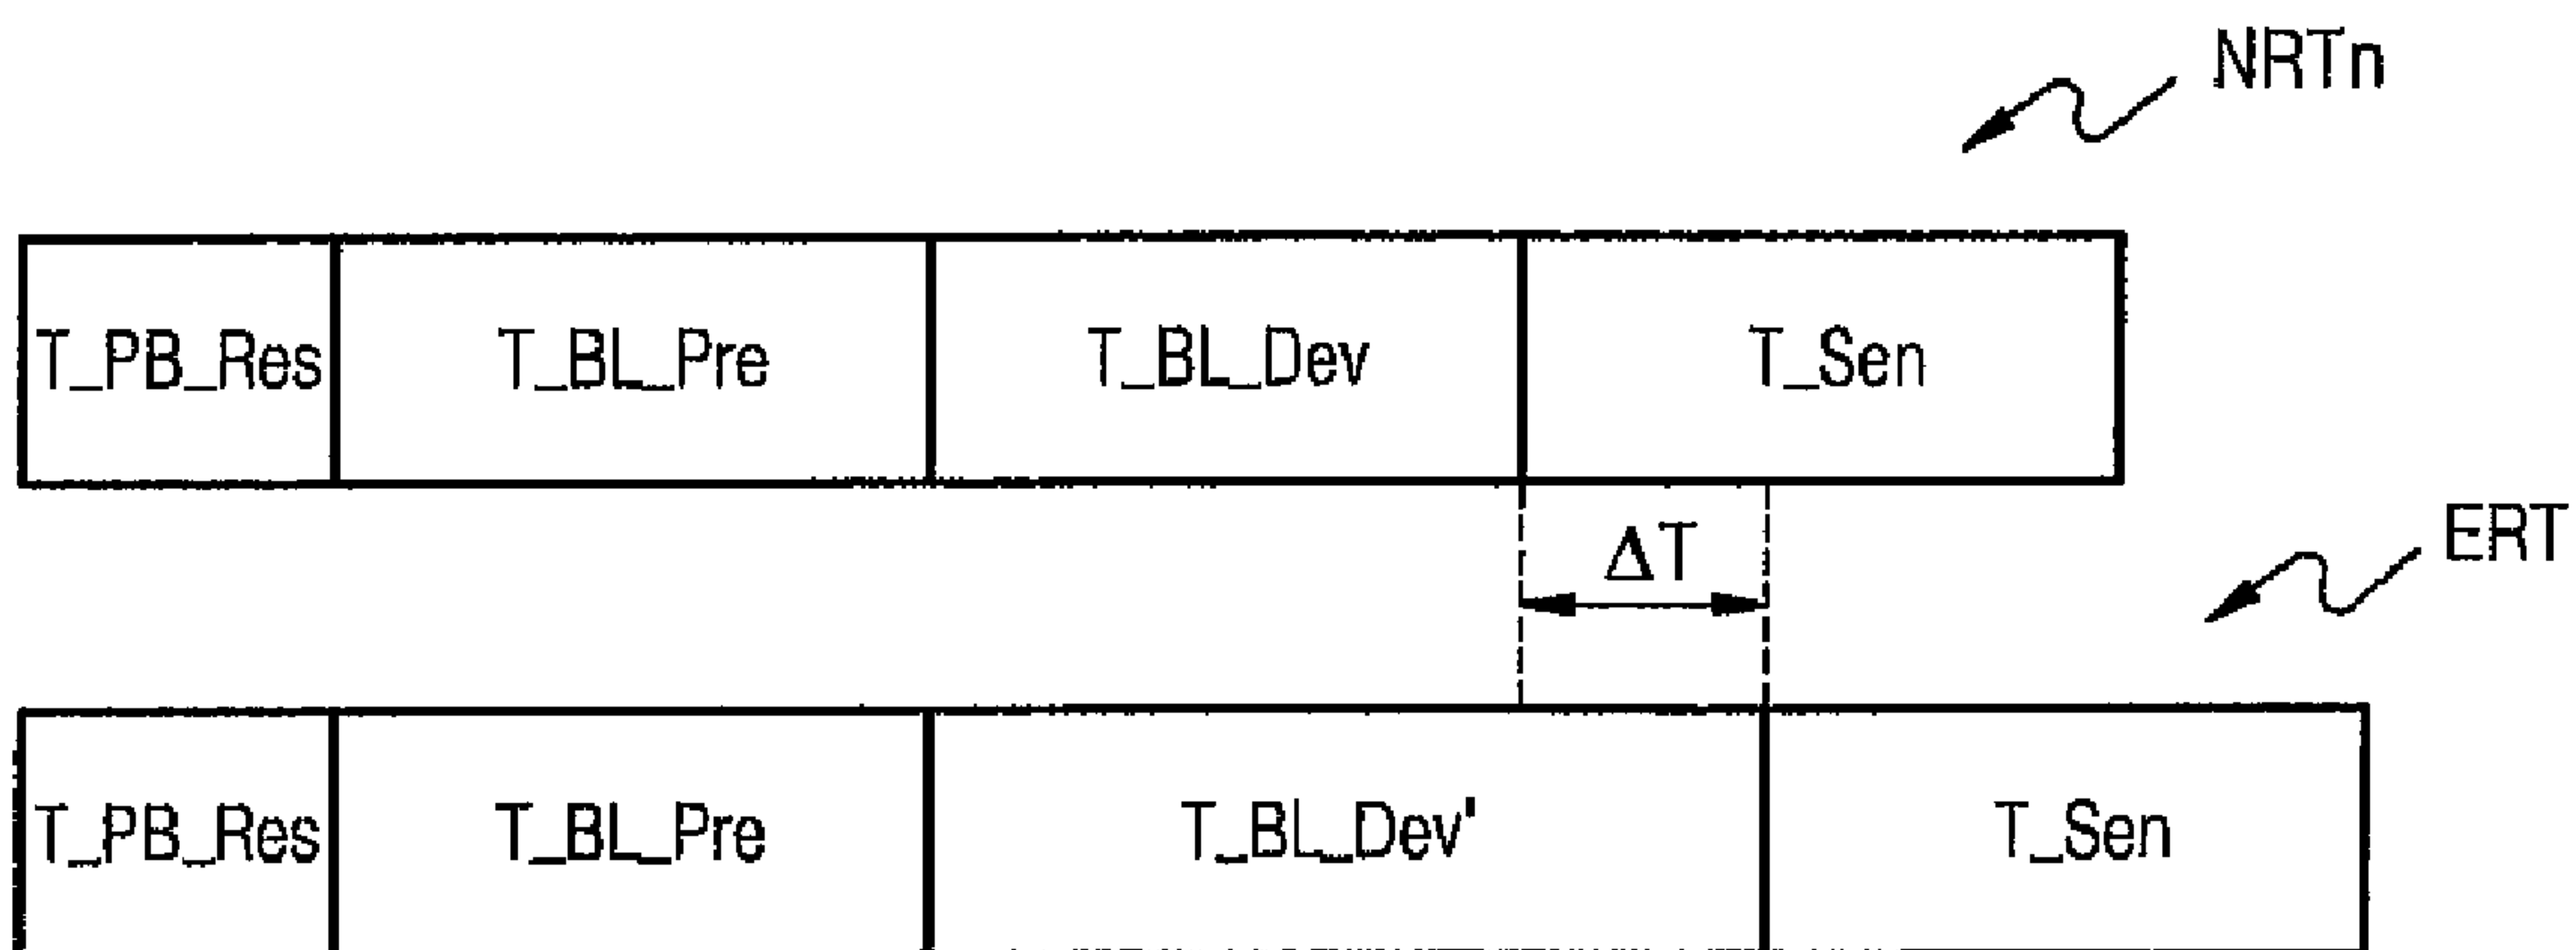 NRTn
T_PB_Res T_BL_Pre T_BL_Dev T_Sen
ΔT
ERT
T_PB_Res T_BL_Pre T_BL_Dev' T_Sen